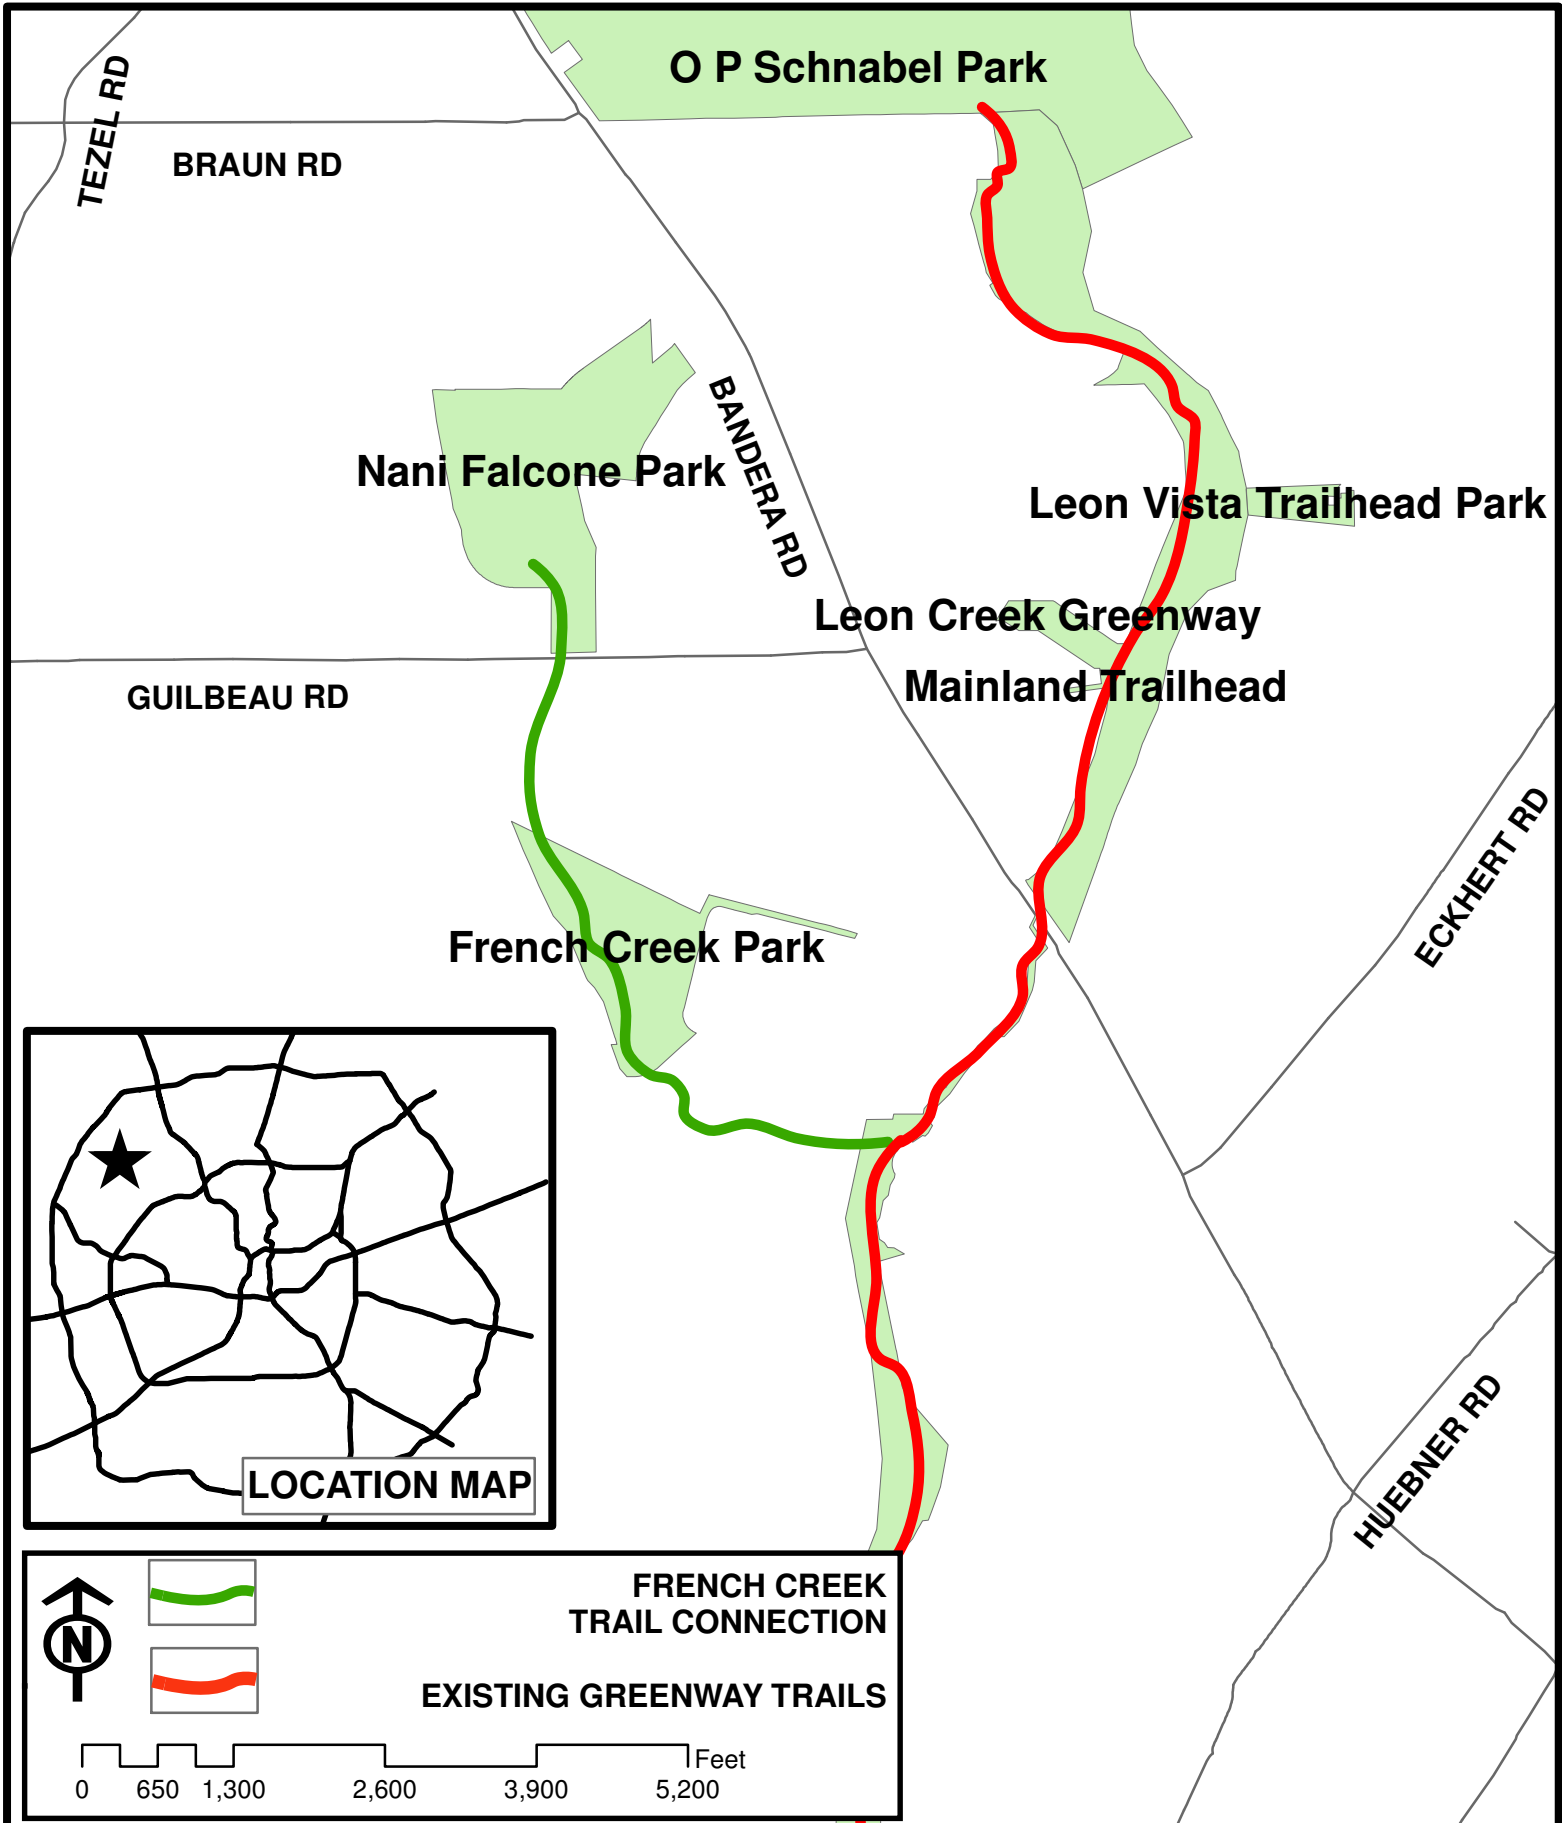 O P Schnabel Park
TEZEL RD
BRAUN RD
BANDERA RD
Nani Falcone Park
Leon Vista Trailhead Park
Leon Creek Greenway
Mainland Trailhead
GUILBEAU RD
ECKHERT RD
French Creek Park
HUEBNER RD
LOCATION MAP
N
FRENCH CREEK
TRAIL CONNECTION
EXISTING GREENWAY TRAILS
Feet
0 650 1,300 2,600 3,900 5,200